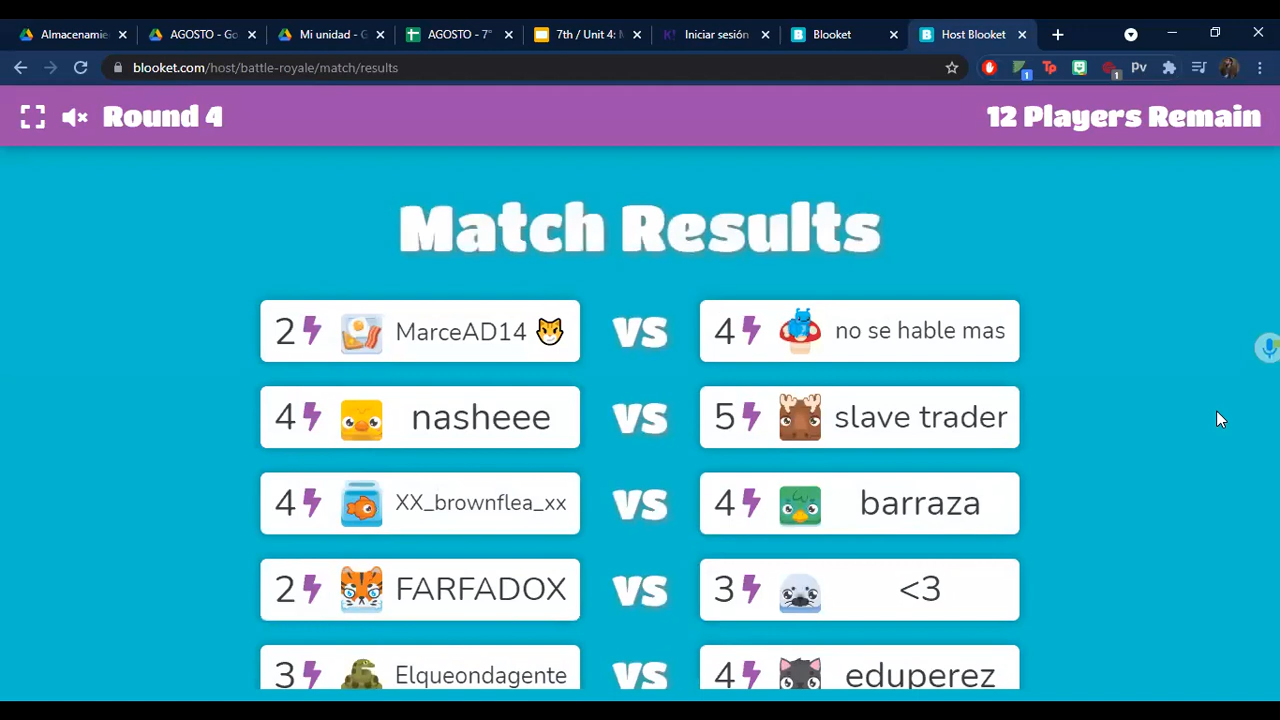 Almacenamie
AGOSTO - Go
Mi unidad - G
AGOSTO - 7°
7th / Unit 4: M
K! Iniciar sesión
B Blooket
B Host Blooket
blooket.com/host/battle-royale/match/results
1 Tp 1 Pv
Round 4 12 Players Remain
Match Results
2 MarceAD14 VS 4 no se hable mas
4 nasheee VS 5 slave trader
4 XX_brownflea_xx VS 4 barraza
2 FARFADOX VS 3 <3
3 Elqueondagente VS 4 eduperez